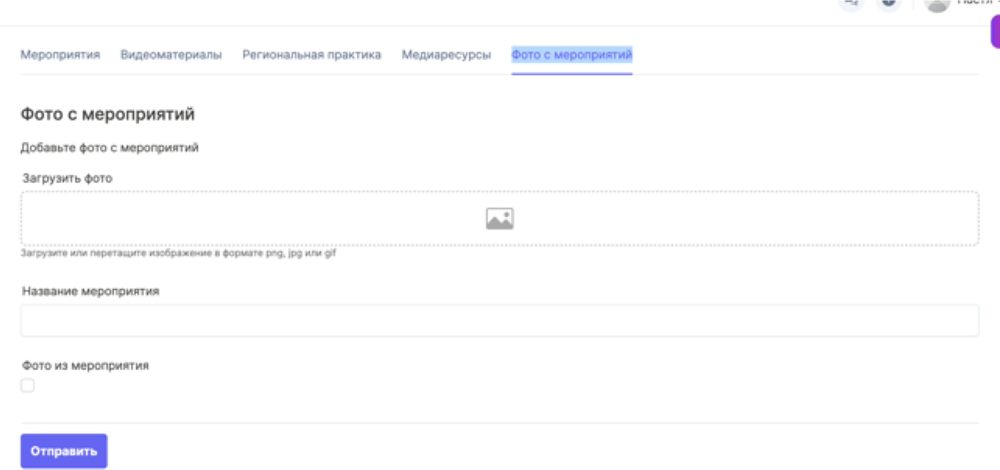 Мероприятия Видеоматериалы Региональная практика Медиаресурсы Фото с мероприятий
Фото с мероприятий
Добавьте фото с мероприятий
Загрузить фото
Загрузите или перетащите изображение в формате png, jpg или gif
Название мероприятия
Фото из мероприятия
Отправить